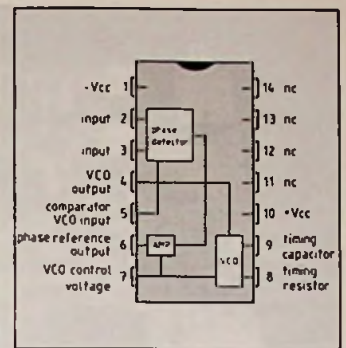 -Vcc 1
input 2
input 3
VCO
output 4
comparator
VCO input 5
phase reference
output 6
VCO control
voltage 7
phase
detector
AMP
VCO
14 nc
13 nc
12 nc
11 nc
10 +Vcc
9 timing
capacitor
8 timing
resistor